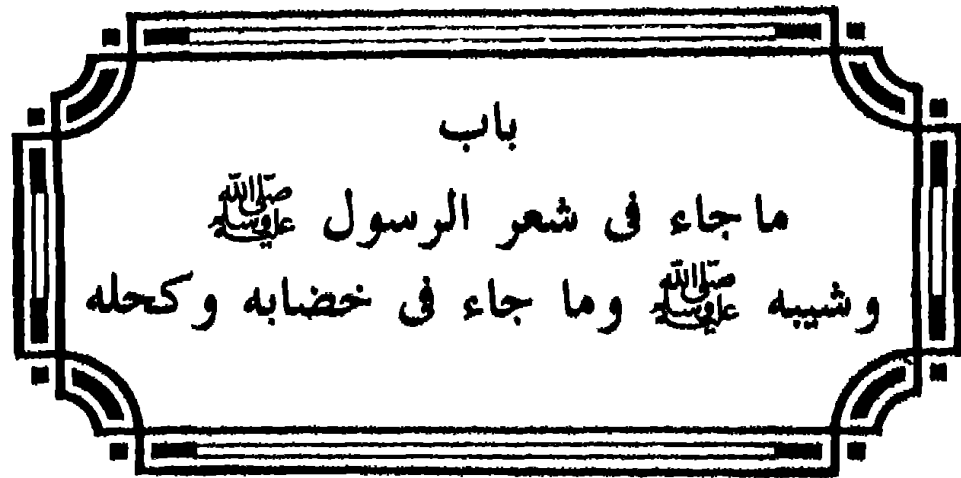 باب
ما جاء فى شعر الرسول ﷺ
وشيبه ﷺ وما جاء فى خضابه وكحله